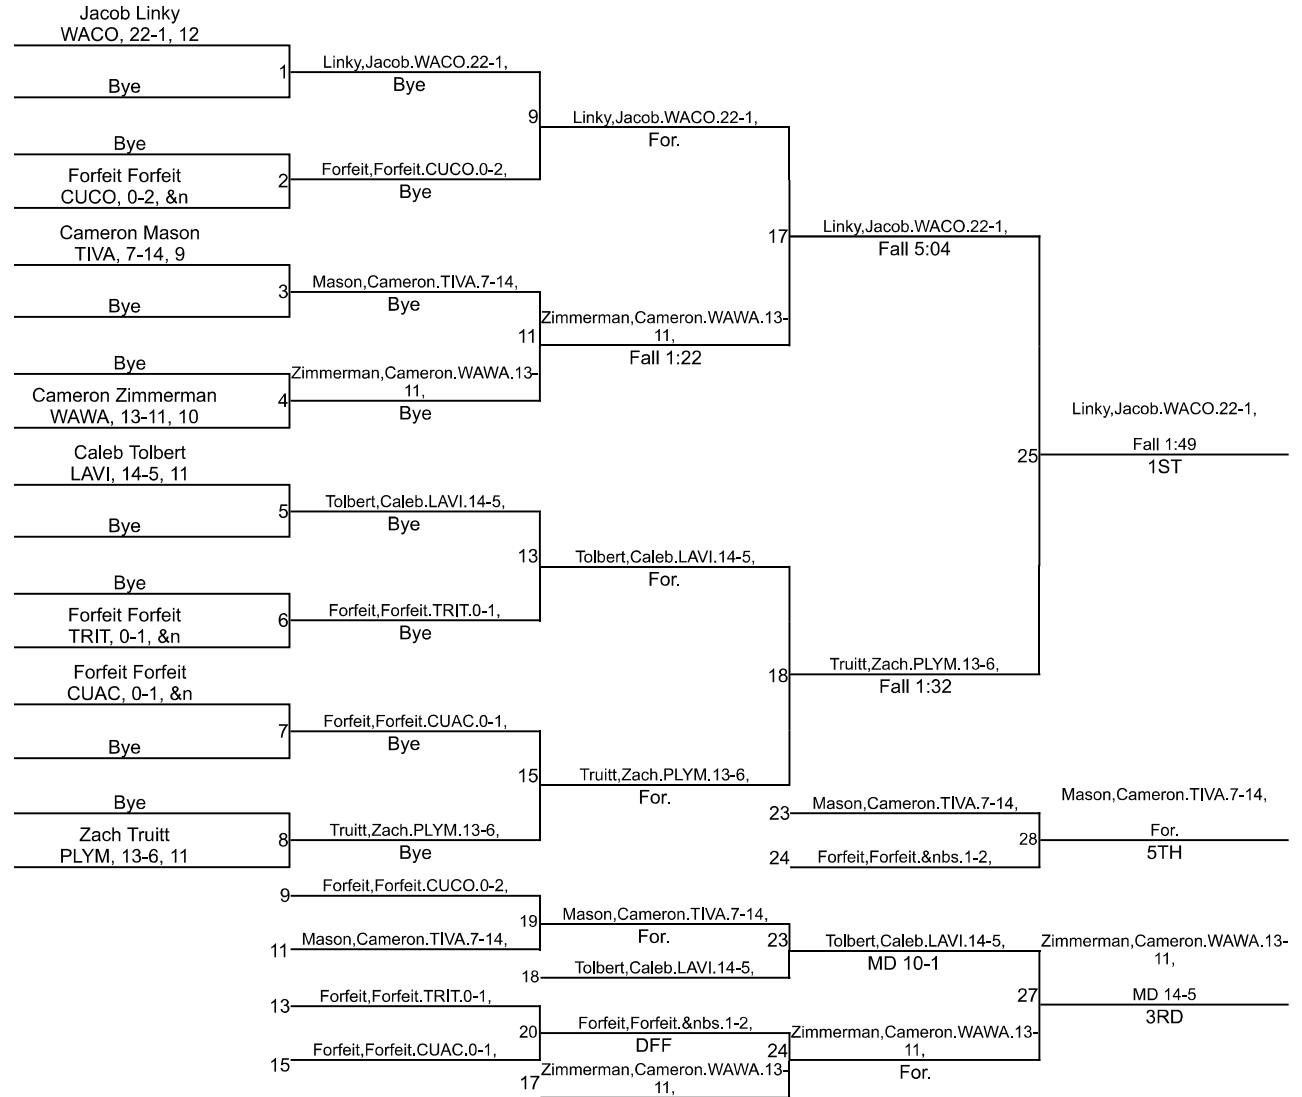 Jacob Linky
WACO, 22-1, 12
1
Bye
Linky,Jacob.WACO.22-1,
Bye
9
Bye
Forfeit Forfeit
CUCO, 0-2, &n
2
Forfeit,Forfeit.CUCO.0-2,
Bye
Linky,Jacob.WACO.22-1,
For.
17
Cameron Mason
TIVA, 7-14, 9
3
Bye
Mason,Cameron.TIVA.7-14,
Bye
11
Bye
Cameron Zimmerman
WAWA, 13-11, 10
4
Zimmerman,Cameron.WAWA.13-
11,
Bye
Zimmerman,Cameron.WAWA.13-
11,
Fall 1:22
Linky,Jacob.WACO.22-1,
Fall 5:04
25
Linky,Jacob.WACO.22-1,
Fall 1:49
1ST
Caleb Tolbert
LAVI, 14-5, 11
5
Bye
Tolbert,Caleb.LAVI.14-5,
Bye
13
Bye
Forfeit Forfeit
TRIT, 0-1, &n
6
Forfeit,Forfeit.TRIT.0-1,
Bye
Tolbert,Caleb.LAVI.14-5,
For.
18
Forfeit Forfeit
CUAC, 0-1, &n
7
Bye
Forfeit,Forfeit.CUAC.0-1,
Bye
15
Bye
Zach Truitt
PLYM, 13-6, 11
8
Truitt,Zach.PLYM.13-6,
Bye
Truitt,Zach.PLYM.13-6,
For.
Truitt,Zach.PLYM.13-6,
Fall 1:32
23
Mason,Cameron.TIVA.7-14,
24
Forfeit,Forfeit.&nbs.1-2,
28
Mason,Cameron.TIVA.7-14,
For.
5TH
9
Forfeit,Forfeit.CUCO.0-2,
11
Mason,Cameron.TIVA.7-14,
19
Mason,Cameron.TIVA.7-14,
For.
18
Tolbert,Caleb.LAVI.14-5,
23
Tolbert,Caleb.LAVI.14-5,
MD 10-1
13
Forfeit,Forfeit.TRIT.0-1,
15
Forfeit,Forfeit.CUAC.0-1,
20
Forfeit,Forfeit.&nbs.1-2,
DFF
17
Zimmerman,Cameron.WAWA.13-
11,
24
Zimmerman,Cameron.WAWA.13-
11,
For.
27
Zimmerman,Cameron.WAWA.13-
11,
MD 14-5
3RD